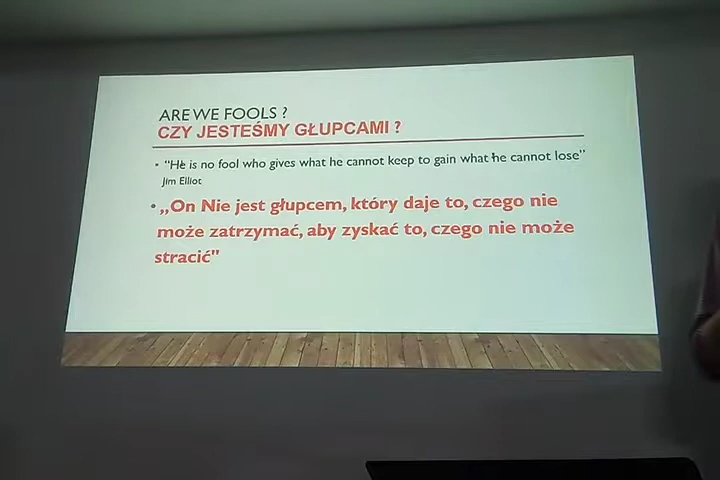 ARE WE FOOLS ?
CZY JESTEŚMY GŁUPCAMI ?
• “He is no fool who gives what he cannot keep to gain what he cannot lose”
Jim Elliot
• „On Nie jest głupcem, który daje to, czego nie
może zatrzymać, aby zyskać to, czego nie może
stracić"